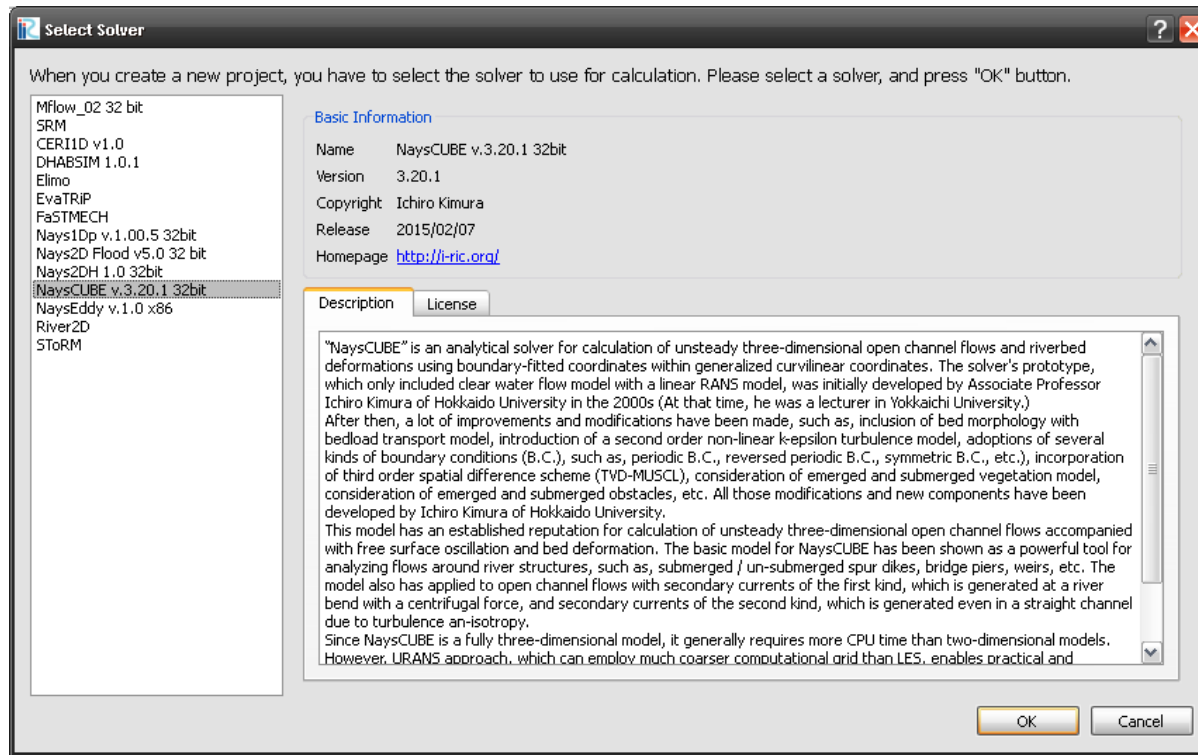 Select Solver
When you create a new project, you have to select the solver to use for calculation. Please select a solver, and press "OK" button.
Mflow_02 32 bit
SRM
CERI1D v1.0
DHABSIM 1.0.1
Elimo
EvaTRiP
FaSTMECH
Nays1Dp v.1.00.5 32bit
Nays2D Flood v5.0 32 bit
Nays2DH 1.0 32bit
NaysCUBE v.3.20.1 32bit
NaysEddy v.1.0 x86
River2D
SToRM
Basic Information
Name NaysCUBE v.3.20.1 32bit
Version 3.20.1
Copyright Ichiro Kimura
Release 2015/02/07
Homepage http://i-ric.org/
Description License
"NaysCUBE" is an analytical solver for calculation of unsteady three-dimensional open channel flows and riverbed
deformations using boundary-fitted coordinates within generalized curvilinear coordinates. The solver's prototype,
which only included clear water flow model with a linear RANS model, was initially developed by Associate Professor
Ichiro Kimura of Hokkaido University in the 2000s (At that time, he was a lecturer in Yokkaichi University.)
After then, a lot of improvements and modifications have been made, such as, inclusion of bed morphology with
bedload transport model, introduction of a second order non-linear k-epsilon turbulence model, adoptions of several
kinds of boundary conditions (B.C.), such as, periodic B.C., reversed periodic B.C., symmetric B.C., etc.), incorporation
of third order spatial difference scheme (TVD-MUSCL), consideration of emerged and submerged vegetation model,
consideration of emerged and submerged obstacles, etc. All those modifications and new components have been
developed by Ichiro Kimura of Hokkaido University.
This model has an established reputation for calculation of unsteady three-dimensional open channel flows accompanied
with free surface oscillation and bed deformation. The basic model for NaysCUBE has been shown as a powerful tool for
analyzing flows around river structures, such as, submerged / un-submerged spur dikes, bridge piers, weirs, etc. The
model also has applied to open channel flows with secondary currents of the first kind, which is generated at a river
bend with a centrifugal force, and secondary currents of the second kind, which is generated even in a straight channel
due to turbulence an-isotropy.
Since NaysCUBE is a fully three-dimensional model, it generally requires more CPU time than two-dimensional models.
However, URANS approach, which can employ much coarser computational grid than LES, enables practical and
OK Cancel